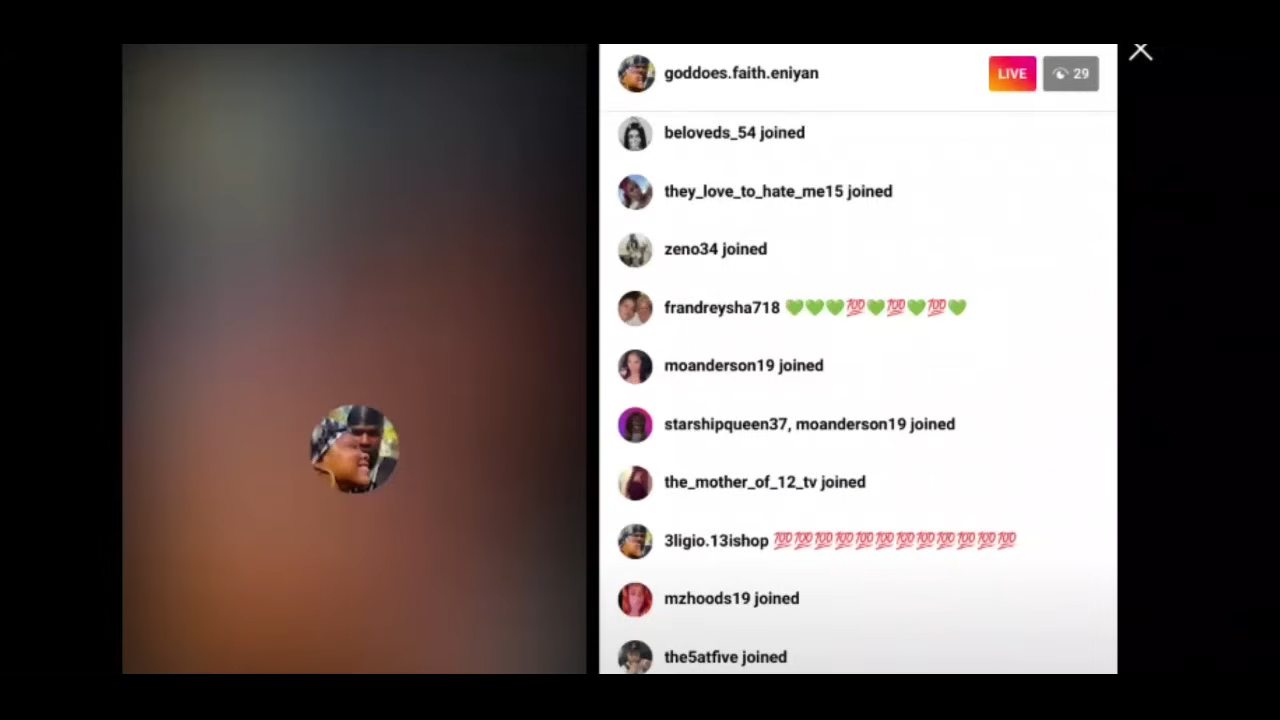 goddoes.faith.eniyan LIVE 29
beloveds_54 joined
they_love_to_hate_me15 joined
zeno34 joined
frandreysha718 💚💚💚💯💚💯💚💯💚
moanderson19 joined
starshipqueen37, moanderson19 joined
the_mother_of_12_tv joined
3ligio.13ishop 💯💯💯💯💯💯💯💯💯💯💯💯
mzhoods19 joined
the5atfive joined